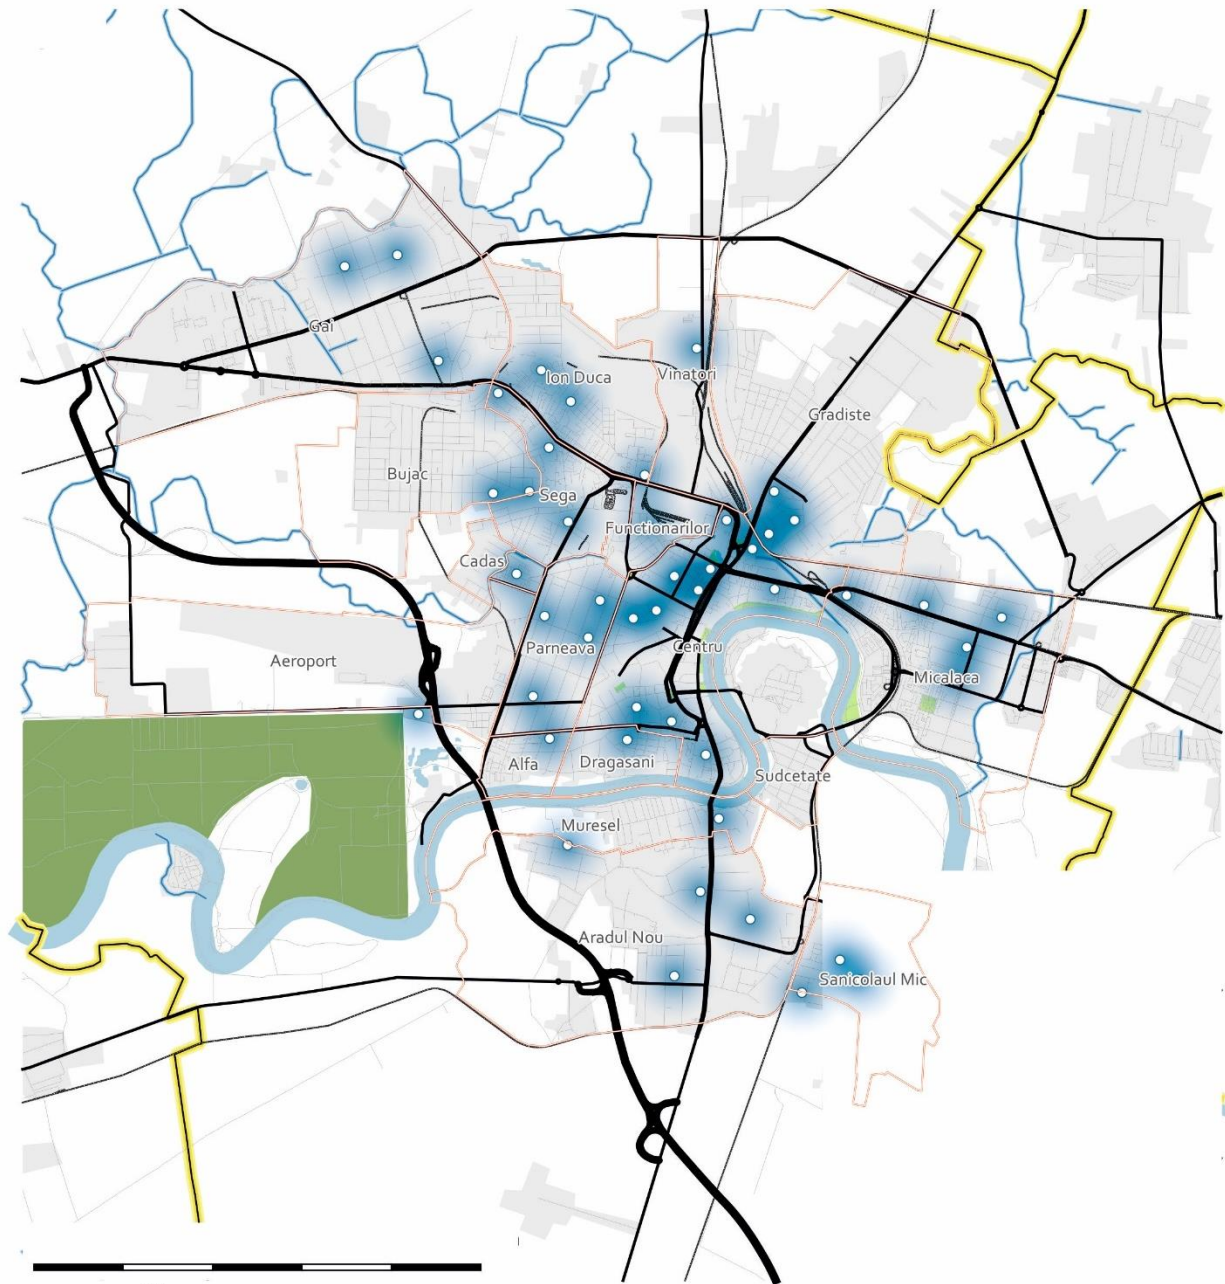 Gai
Ion Duca
Vinatori
Gradiste
Bujac
Sega
Functionarilor
Cadas
Parneava
Centru
Aeroport
Micalaca
Alfa
Dragasani
Sudcetate
Muresel
Aradul Nou
Sanicolaul Mic